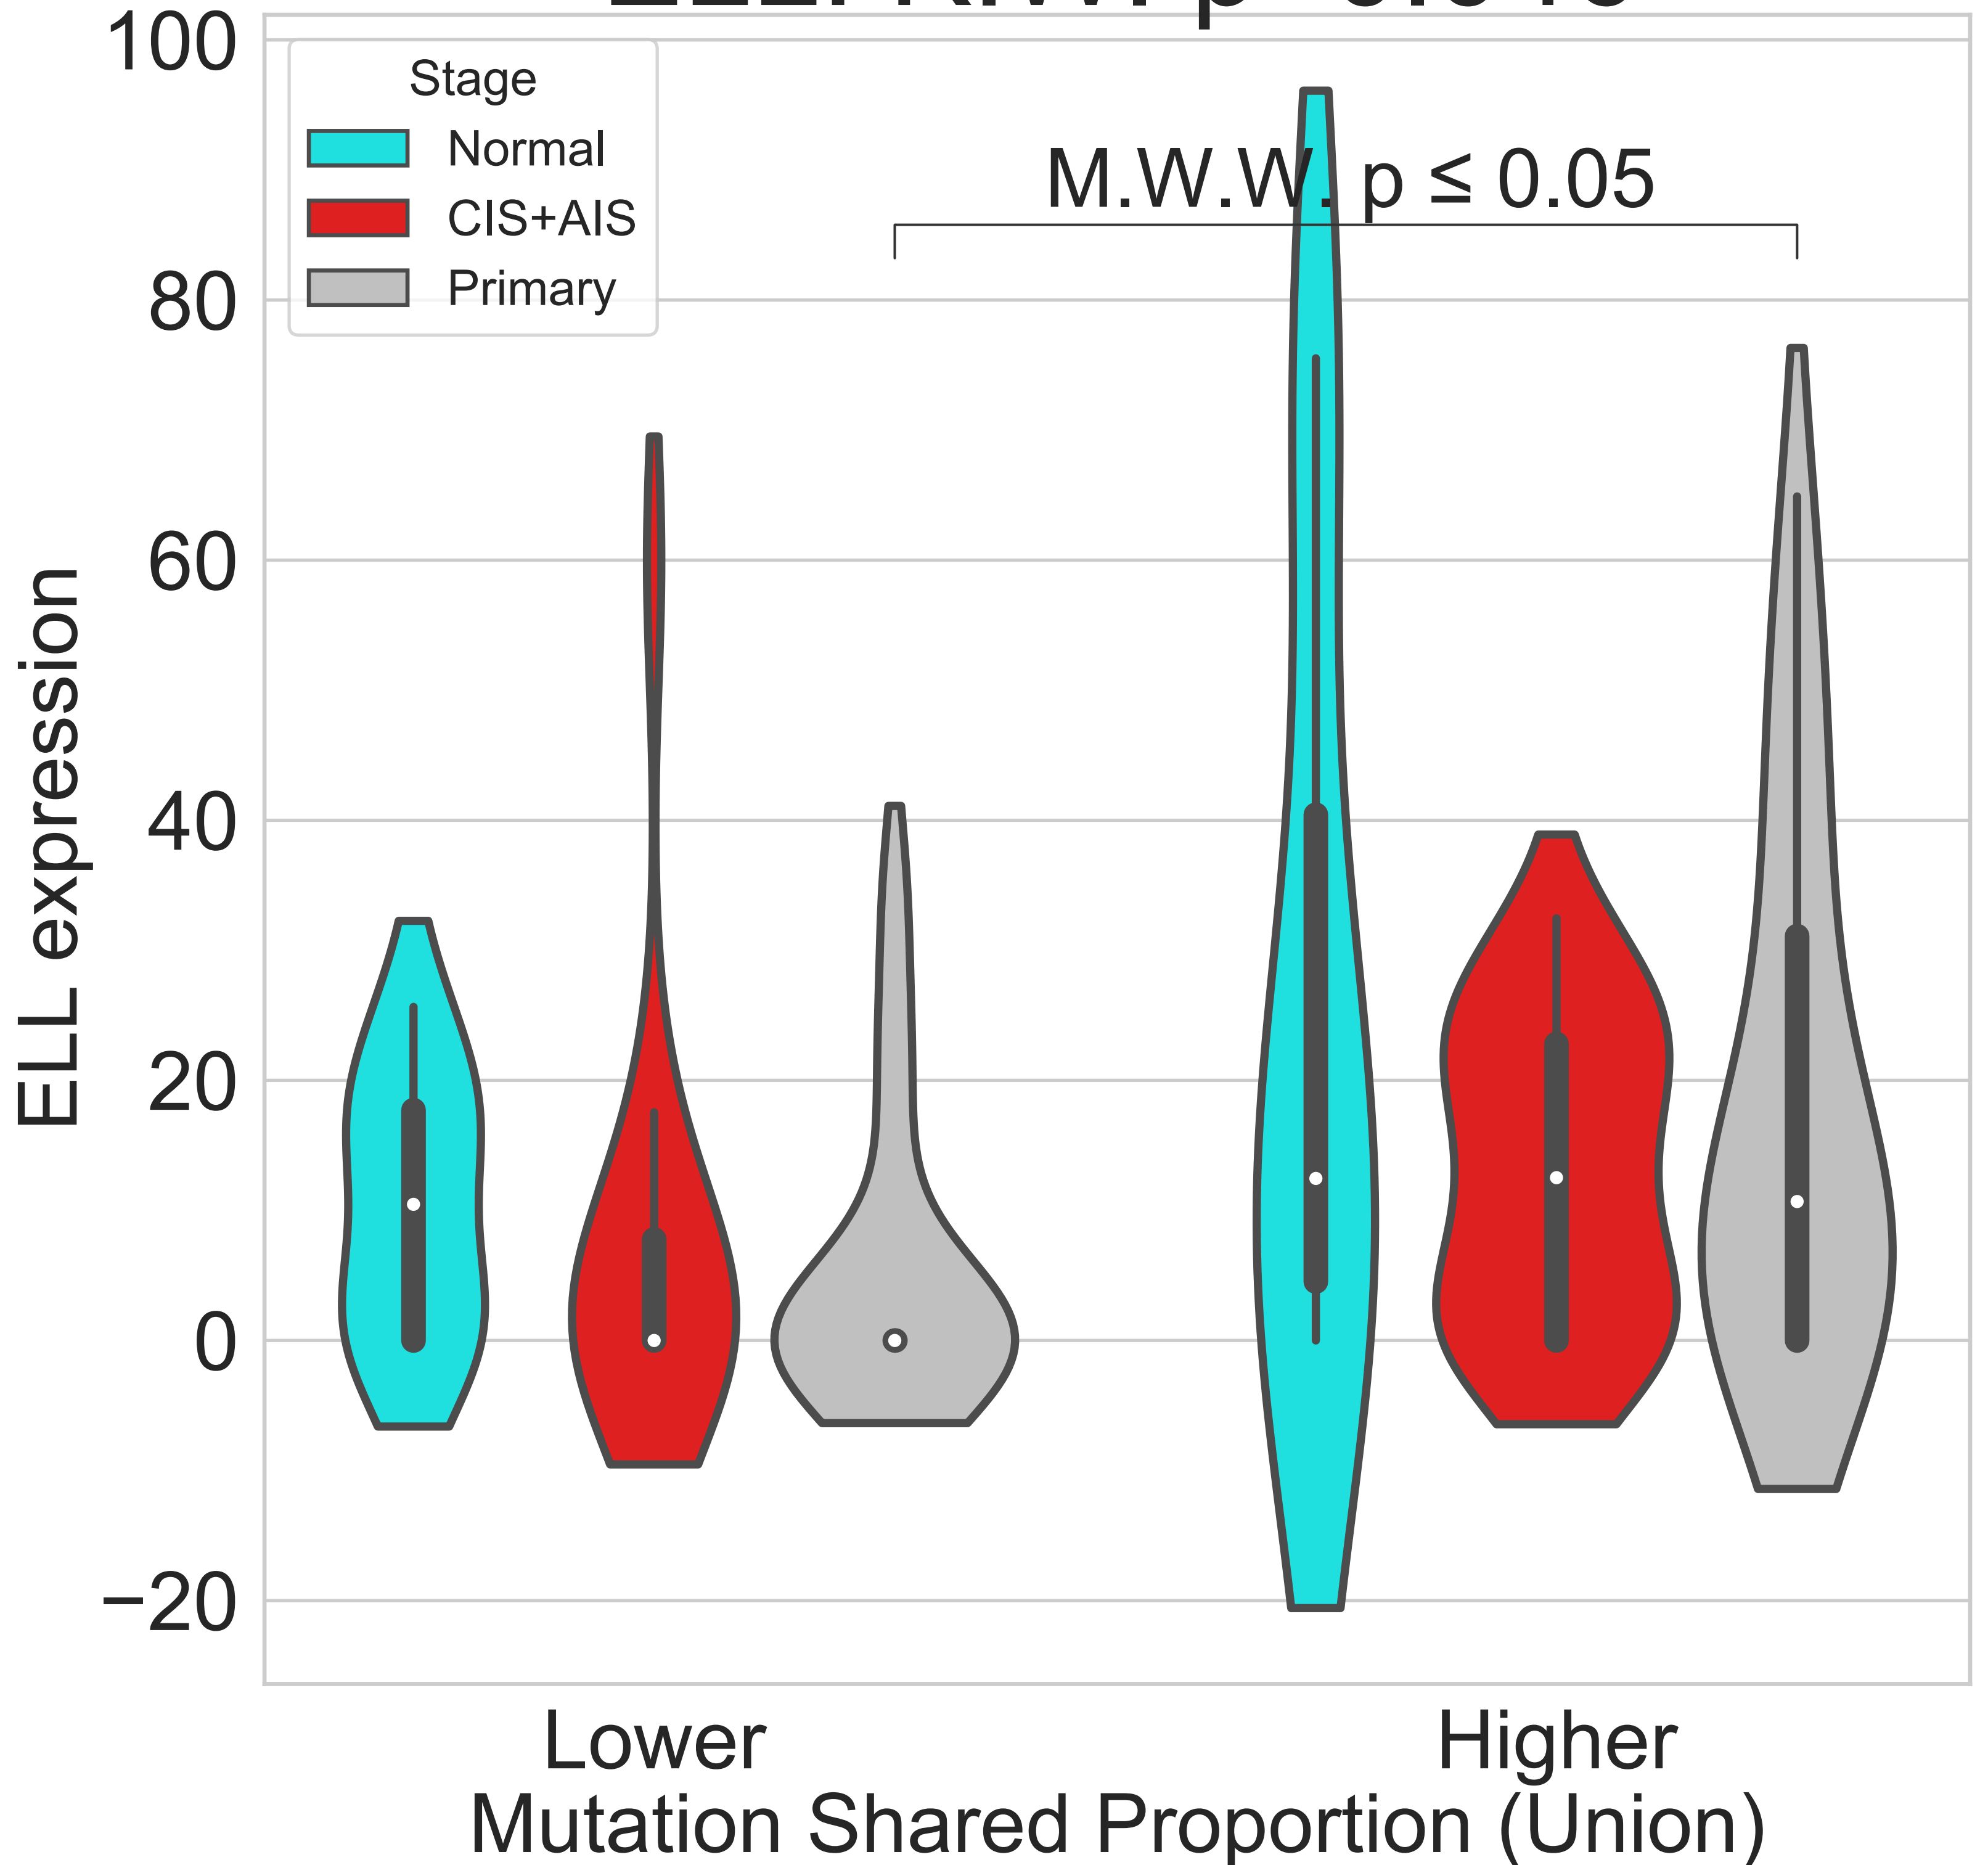 100
80
60
40
20
0
−20
ELL expression
Stage
Normal
CIS+AIS
Primary
M.W.W. p ≤ 0.05
Lower Higher
Mutation Shared Proportion (Union)